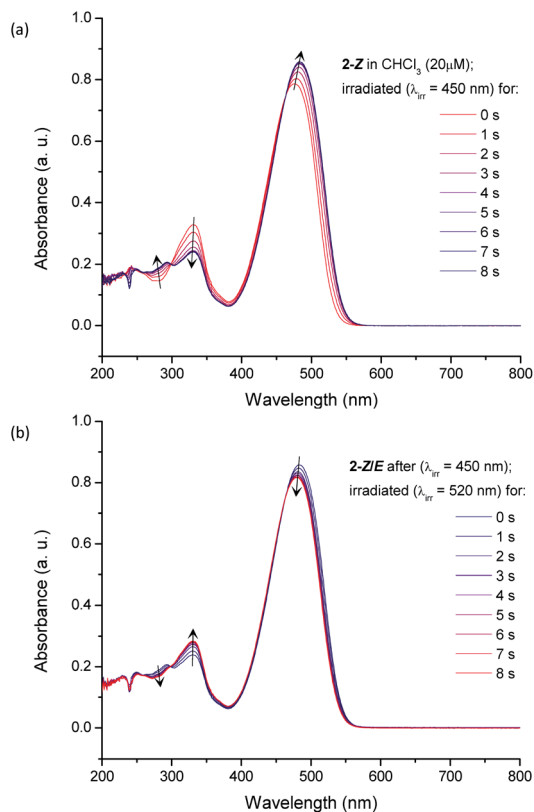 (a)
1.0
0.8
0.6
0.4
0.2
0.0
Absorbance (a. u.)
2-Z in CHCl₃ (20μM);
irradiated (λirr = 450 nm) for:
0 s
1 s
2 s
3 s
4 s
5 s
6 s
7 s
8 s
200 300 400 500 600 700 800
Wavelength (nm)
(b)
1.0
0.8
0.6
0.4
0.2
0.0
Absorbance (a. u.)
2-Z/E after (λirr = 450 nm);
irradiated (λirr = 520 nm) for:
0 s
1 s
2 s
3 s
4 s
5 s
6 s
7 s
8 s
200 300 400 500 600 700 800
Wavelength (nm)